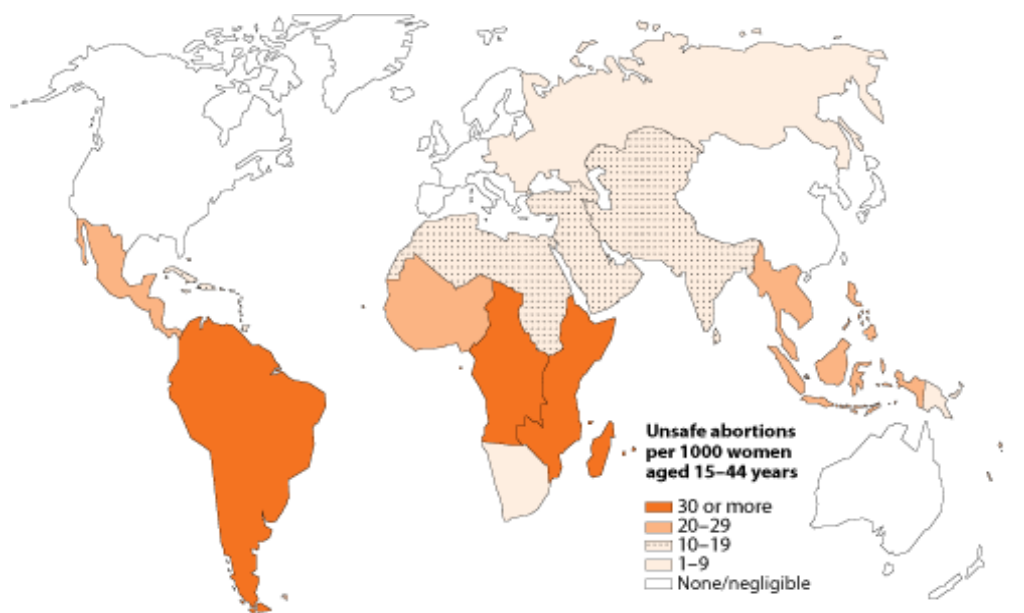 Unsafe abortions
per 1000 women
aged 15–44 years
30 or more
20–29
10–19
1–9
None/negligible